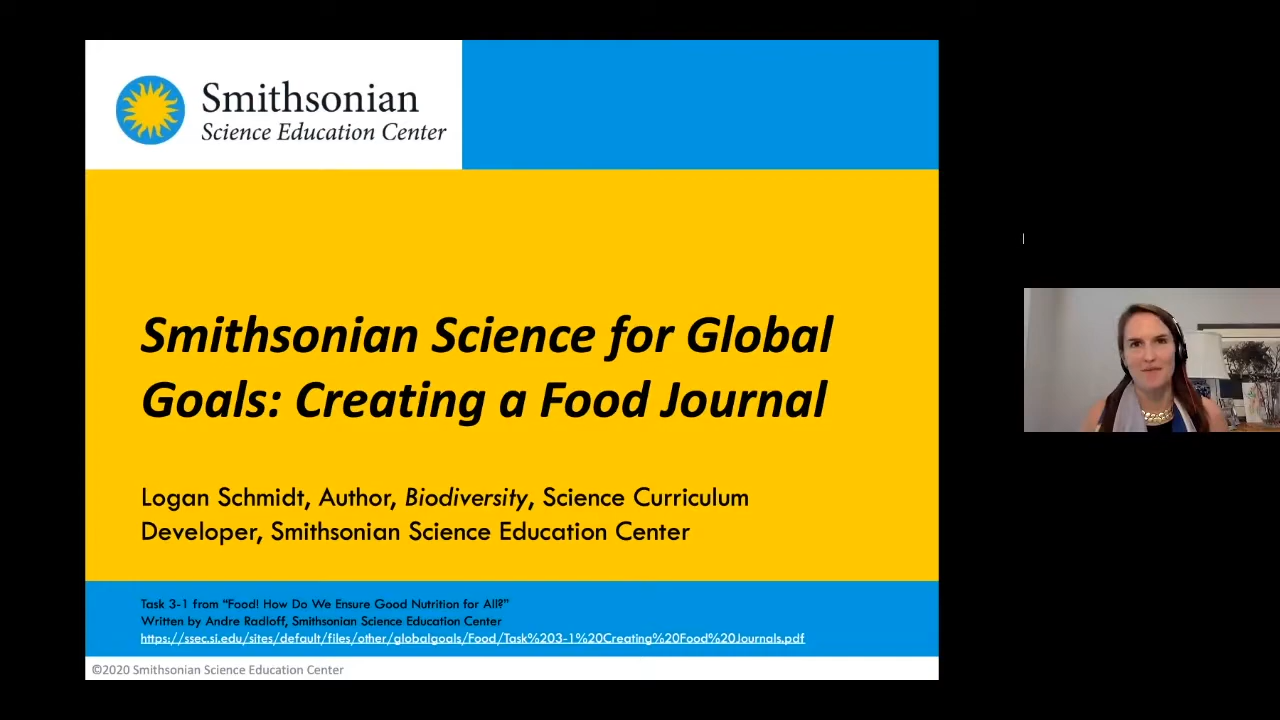 Smithsonian
Science Education Center
Smithsonian Science for Global
Goals: Creating a Food Journal
Logan Schmidt, Author, Biodiversity, Science Curriculum
Developer, Smithsonian Science Education Center
Task 3-1 from “Food! How Do We Ensure Good Nutrition for All?”
Written by Andre Radloff, Smithsonian Science Education Center
https://ssec.si.edu/sites/default/files/other/globalgoals/Food/Task%203-1%20Creating%20Food%20Journals.pdf
©2020 Smithsonian Science Education Center